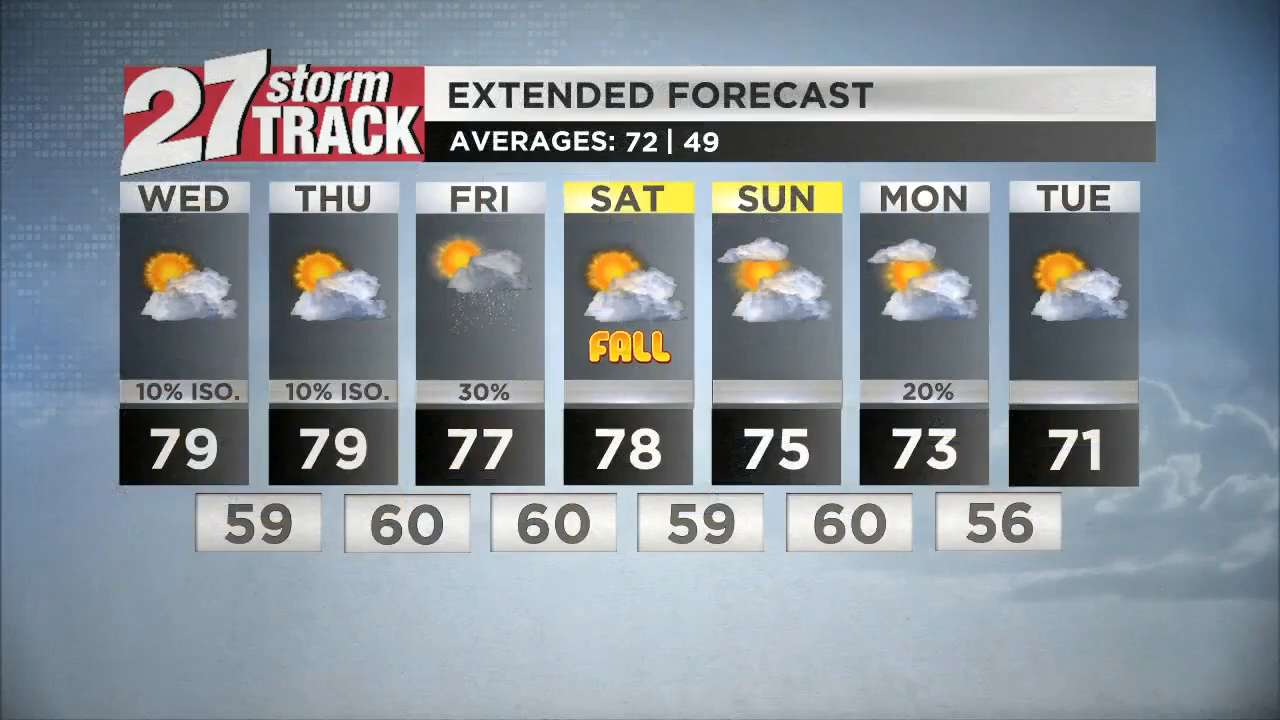 27 storm TRACK
EXTENDED FORECAST
AVERAGES: 72 | 49
WED THU FRI SAT SUN MON TUE
FALL
10% ISO. 10% ISO. 30% 20%
79 79 77 78 75 73 71
59 60 60 59 60 56